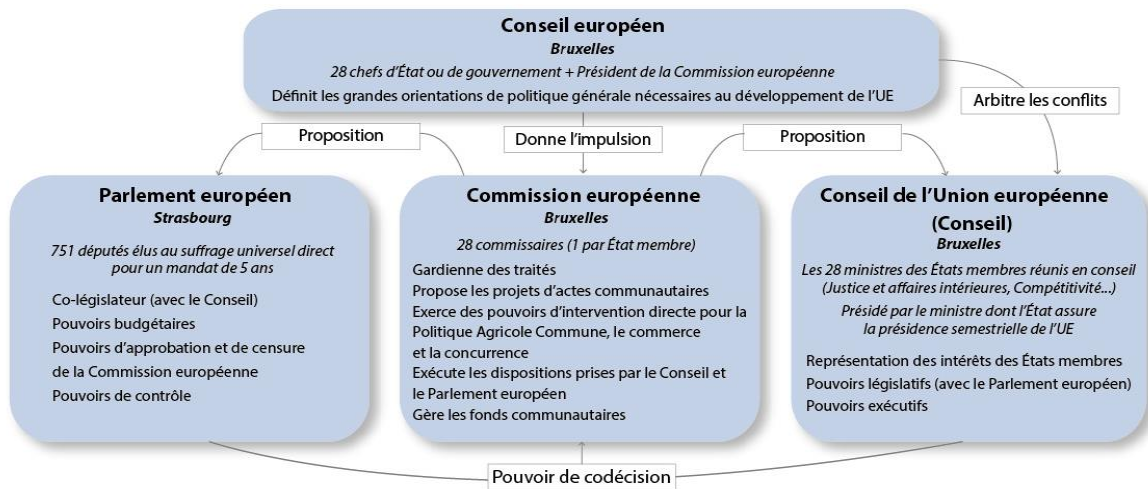 Conseil européen
Bruxelles
28 chefs d’État ou de gouvernement + Président de la Commission européenne
Définit les grandes orientations de politique générale nécessaires au développement de l’UE
Arbitre les conflits
Proposition
Donne l’impulsion
Proposition
Parlement européen
Strasbourg
751 députés élus au suffrage universel direct
pour un mandat de 5 ans
Co-législateur (avec le Conseil)
Pouvoirs budgétaires
Pouvoirs d’approbation et de censure
de la Commission européenne
Pouvoirs de contrôle
Commission européenne
Bruxelles
28 commissaires (1 par État membre)
Gardienne des traités
Propose les projets d’actes communautaires
Exerce des pouvoirs d’intervention directe pour la
Politique Agricole Commune, le commerce
et la concurrence
Exécute les dispositions prises par le Conseil et
le Parlement européen
Gère les fonds communautaires
Conseil de l’Union européenne
(Conseil)
Bruxelles
Les 28 ministres des États membres réunis en conseil
(Justice et affaires intérieures, Compétitivité...)
Présidé par le ministre dont l’État assure
la présidence semestrielle de l’UE
Représentation des intérêts des États membres
Pouvoirs législatifs (avec le Parlement européen)
Pouvoirs exécutifs
Pouvoir de codécision